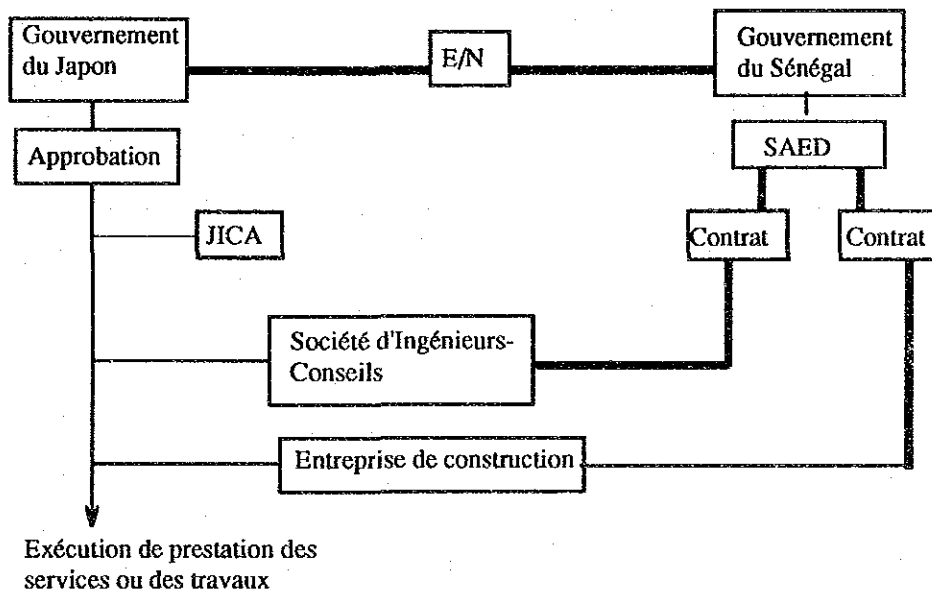 Gouvernement
du Japon
E/N
Gouvernement
du Sénégal
Approbation
SAED
JICA
Contrat
Contrat
Société d'Ingénieurs-
Conseils
Entreprise de construction
Exécution de prestation des
services ou des travaux